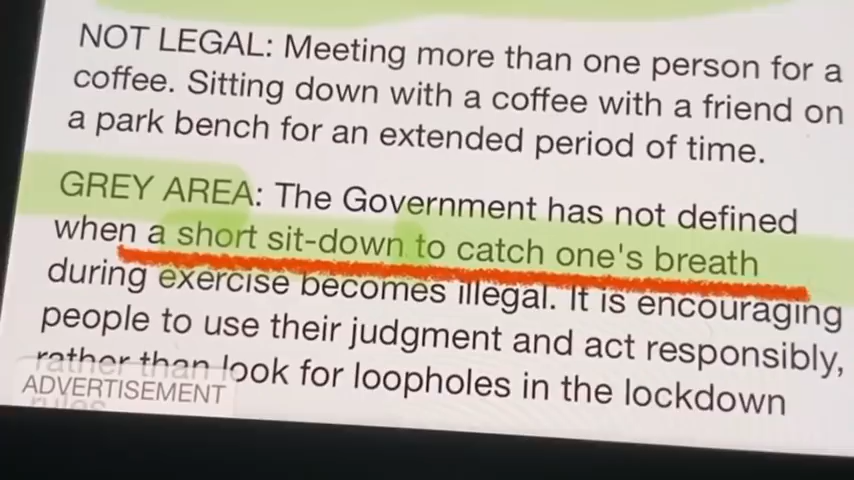 NOT LEGAL: Meeting more than one person for a
coffee. Sitting down with a coffee with a friend on
a park bench for an extended period of time.
GREY AREA: The Government has not defined
when a short sit-down to catch one's breath
during exercise becomes illegal. It is encouraging
people to use their judgment and act responsibly,
rather than look for loopholes in the lockdown
ADVERTISEMENT
rules